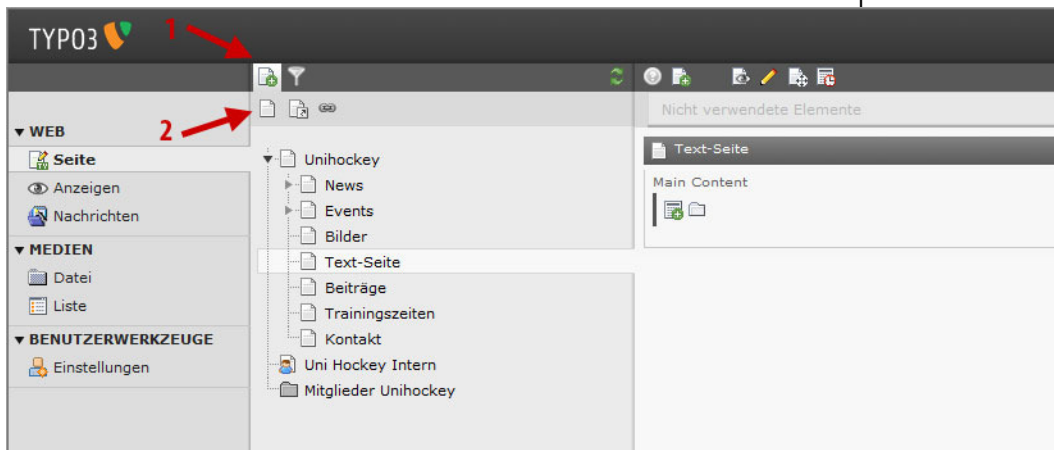 TYPO3
1
2
Nicht verwendete Elemente
WEB
Seite
Anzeigen
Nachrichten
MEDIEN
Datei
Liste
BENUTZERWERKZEUGE
Einstellungen
Unihockey
News
Events
Bilder
Text-Seite
Beiträge
Trainingszeiten
Kontakt
Uni Hockey Intern
Mitglieder Unihockey
Text-Seite
Main Content